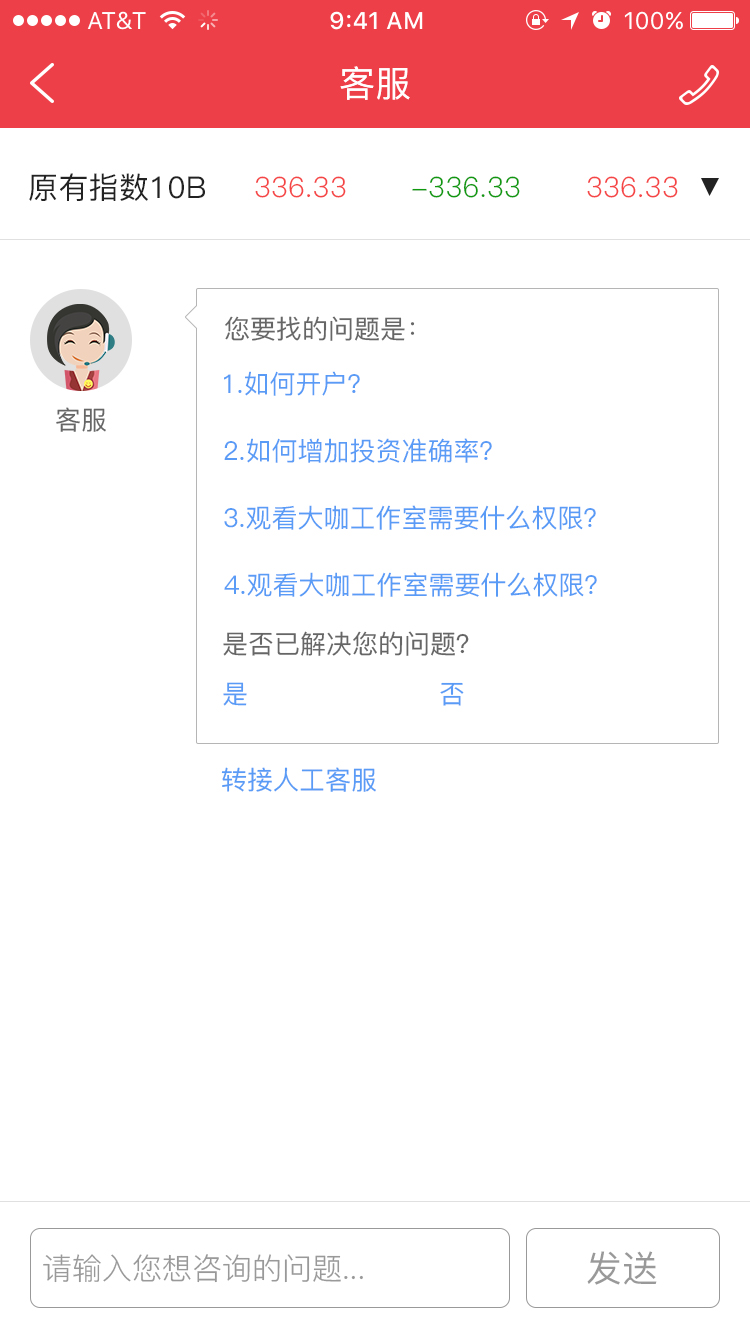 AT&T 9:41 AM 100%
客服
原有指数10B 336.33 -336.33 336.33
您要找的问题是：
1.如何开户?
2.如何增加投资准确率?
3.观看大咖工作室需要什么权限?
4.观看大咖工作室需要什么权限?
是否已解决您的问题?
是 否
客服
转接人工客服
请输入您想咨询的问题... 发送